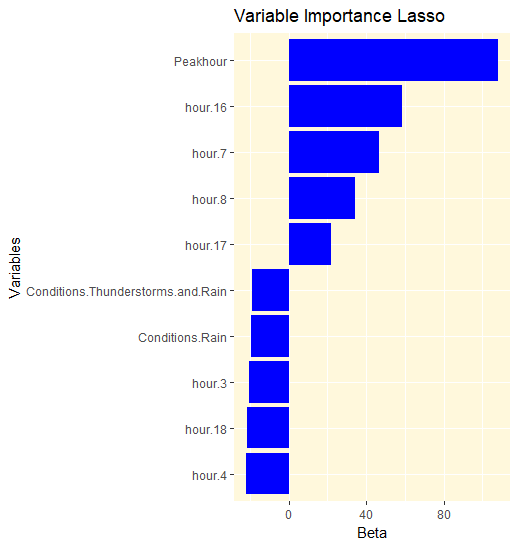 Variable Importance Lasso
Variables
Peakhour
hour.16
hour.7
hour.8
hour.17
Conditions.Thunderstorms.and.Rain
Conditions.Rain
hour.3
hour.18
hour.4
0 40 80
Beta